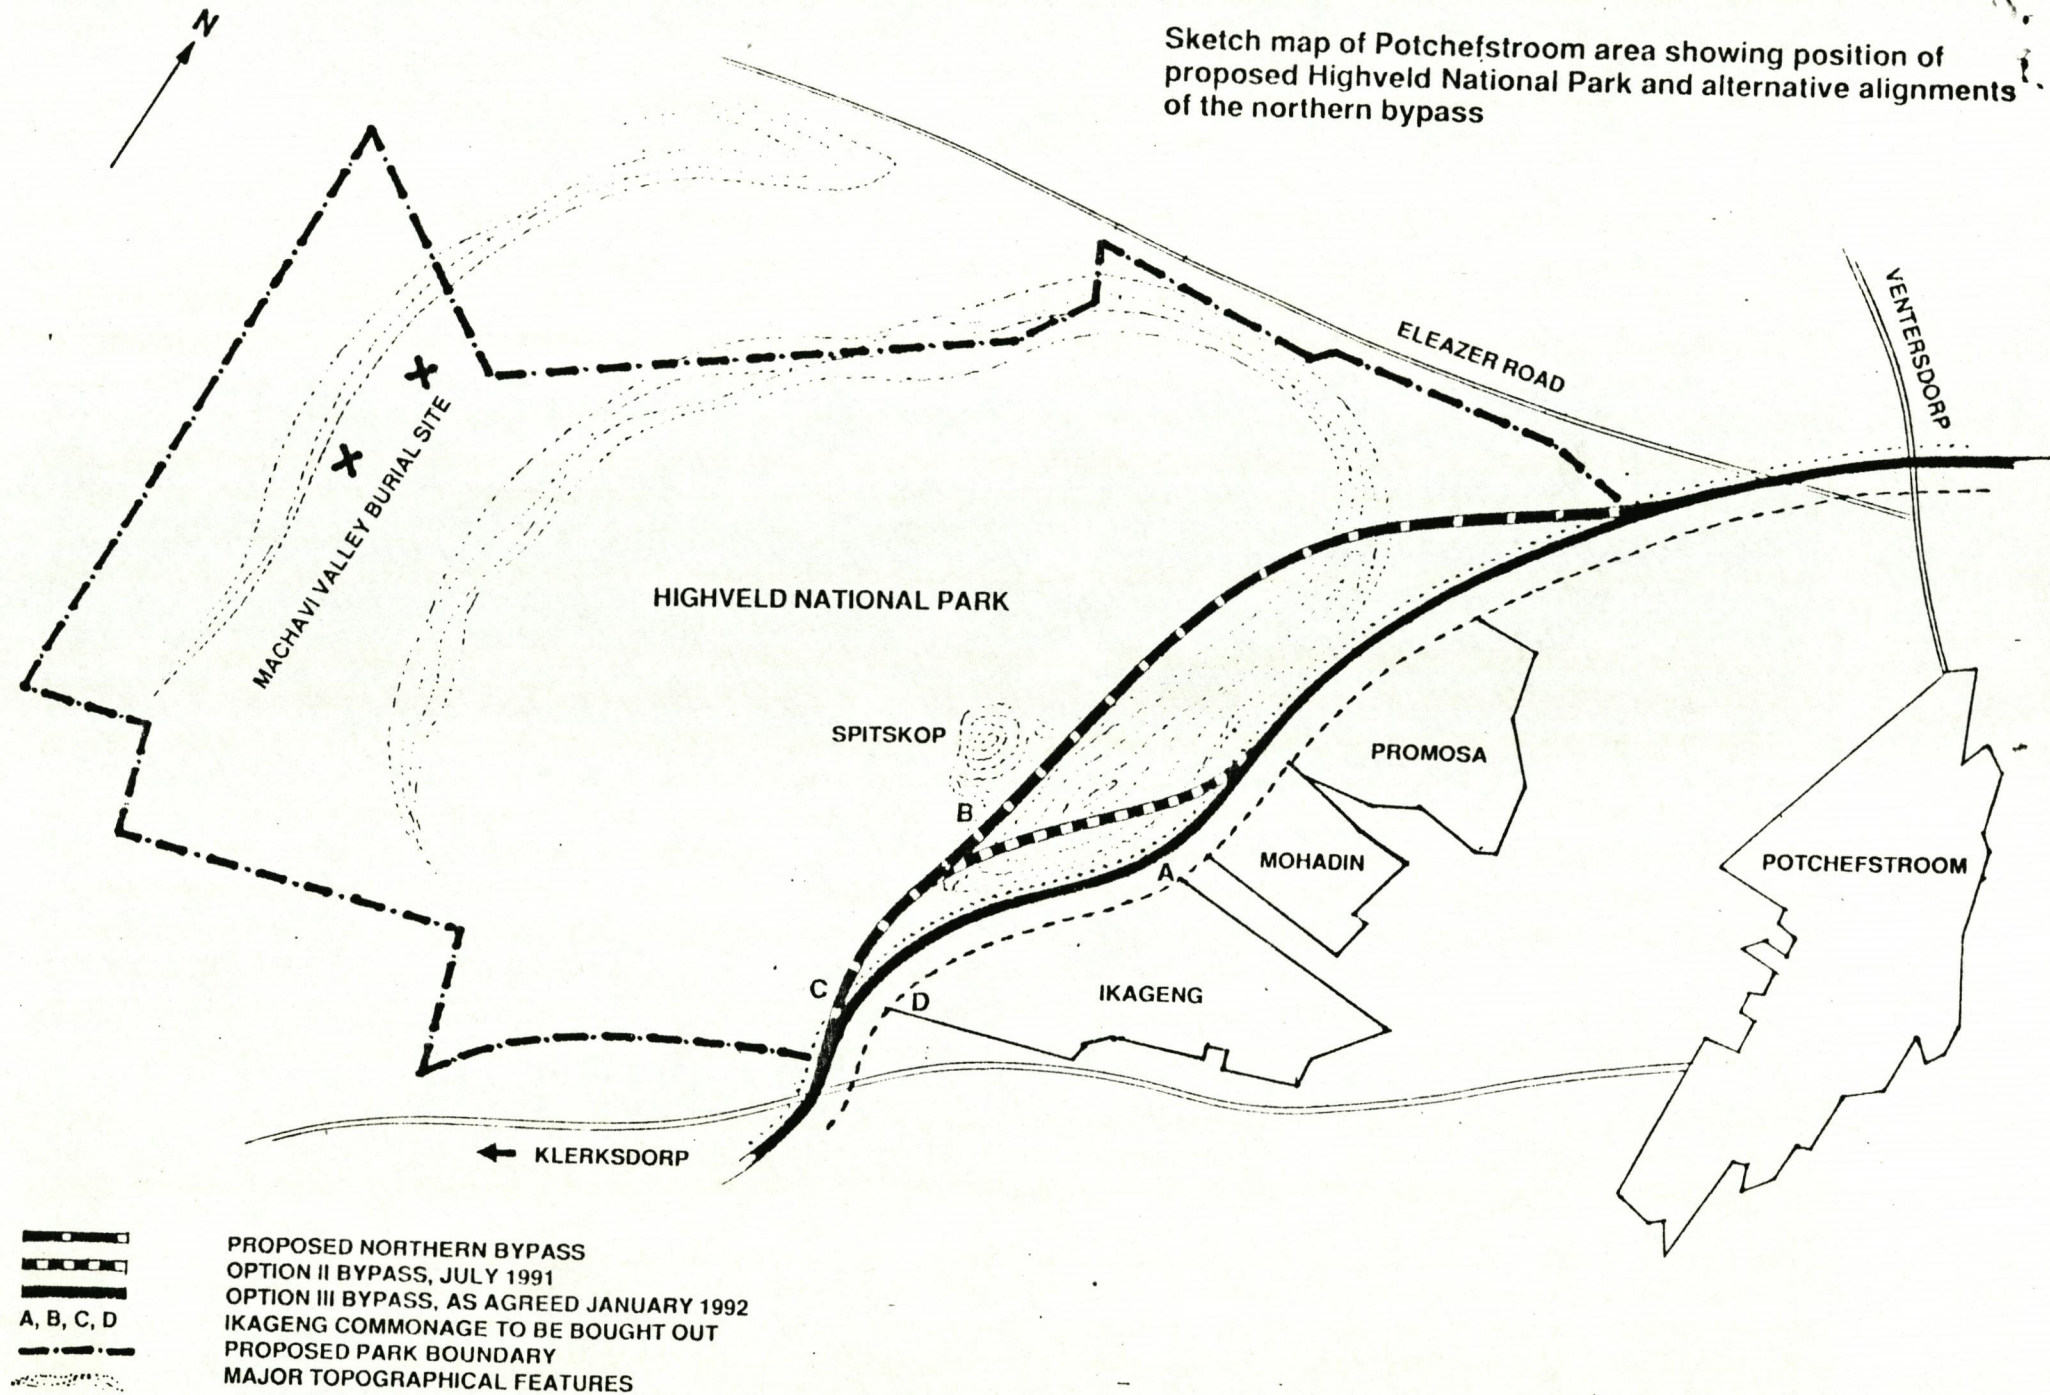 N
Sketch map of Potchefstroom area showing position of
proposed Highveld National Park and alternative alignments
of the northern bypass
ELEAZER ROAD
VENTERSDORP
MACHAVI VALLEY BURIAL SITE
HIGHVELD NATIONAL PARK
SPITSKOP
PROMOSA
B
MOHADIN
POTCHEFSTROOM
A
C
D
IKAGENG
KLERKSDORP
PROPOSED NORTHERN BYPASS
OPTION II BYPASS, JULY 1991
OPTION III BYPASS, AS AGREED JANUARY 1992
A, B, C, D IKAGENG COMMONAGE TO BE BOUGHT OUT
PROPOSED PARK BOUNDARY
MAJOR TOPOGRAPHICAL FEATURES